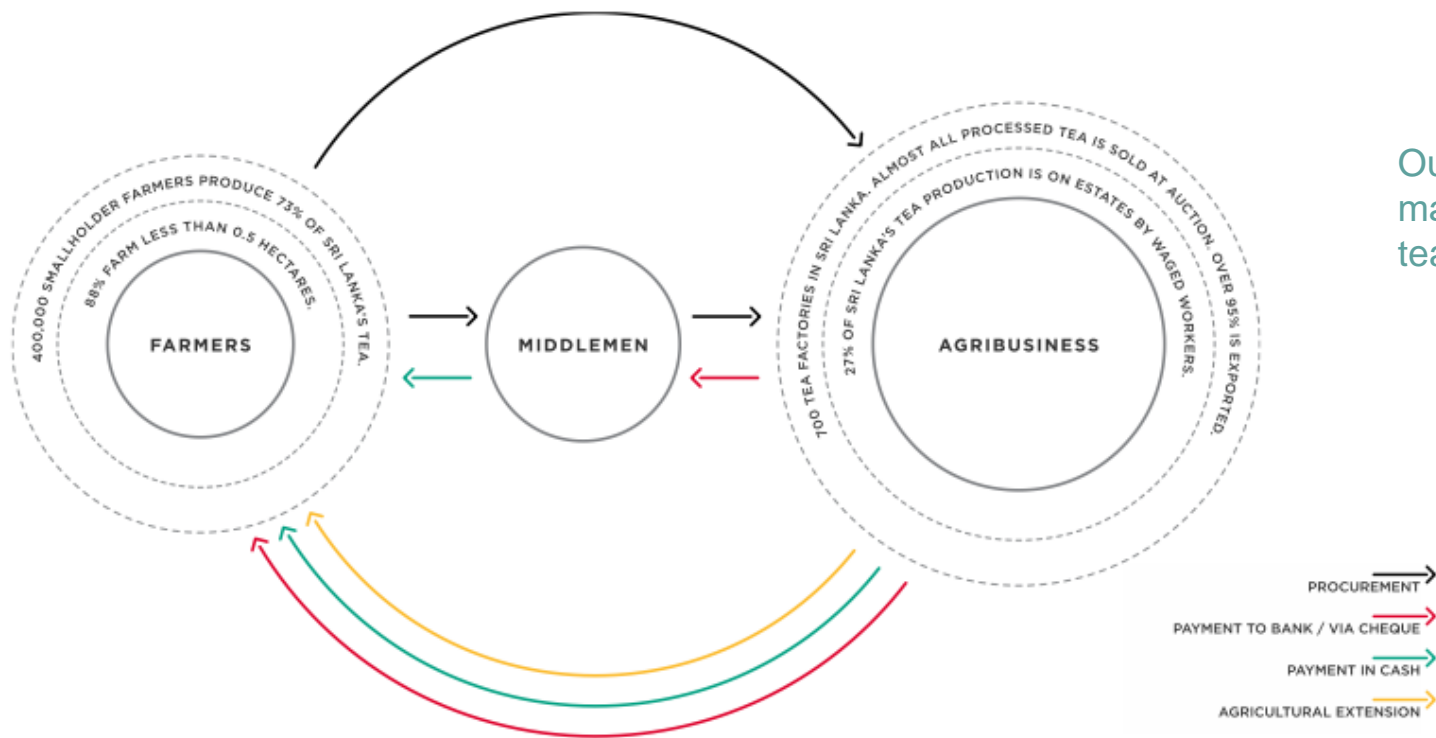 400,000 SMALLHOLDER FARMERS PRODUCE 73% OF SRI LANKA'S TEA.
88% FARM LESS THAN 0.5 HECTARES.
FARMERS
MIDDLEMEN
700 TEA FACTORIES IN SRI LANKA. ALMOST ALL PROCESSED TEA IS SOLD AT AUCTION. OVER 95% IS EXPORTED.
27% OF SRI LANKA'S TEA PRODUCTION IS ON ESTATES BY WAGED WORKERS.
AGRIBUSINESS
PROCUREMENT
PAYMENT TO BANK / VIA CHEQUE
PAYMENT IN CASH
AGRICULTURAL EXTENSION